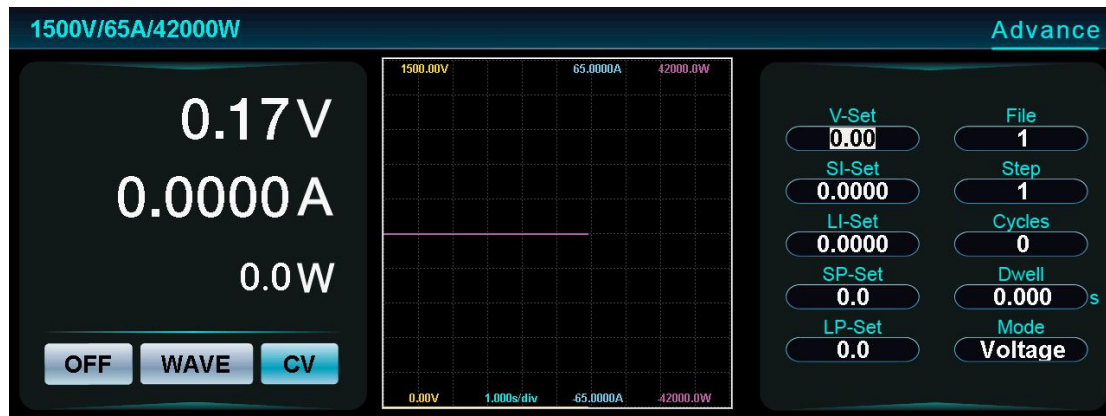 1500V/65A/42000W
Advance
0.17V
0.0000A
0.0W
OFF WAVE CV
1500.00V 65.0000A 42000.0W
0.00V 1.000s/div -65.0000A -42000.0W
V-Set File
0.00 1
SI-Set Step
0.0000 1
LI-Set Cycles
0.0000 0
SP-Set Dwell
0.0 0.000 s
LP-Set Mode
0.0 Voltage